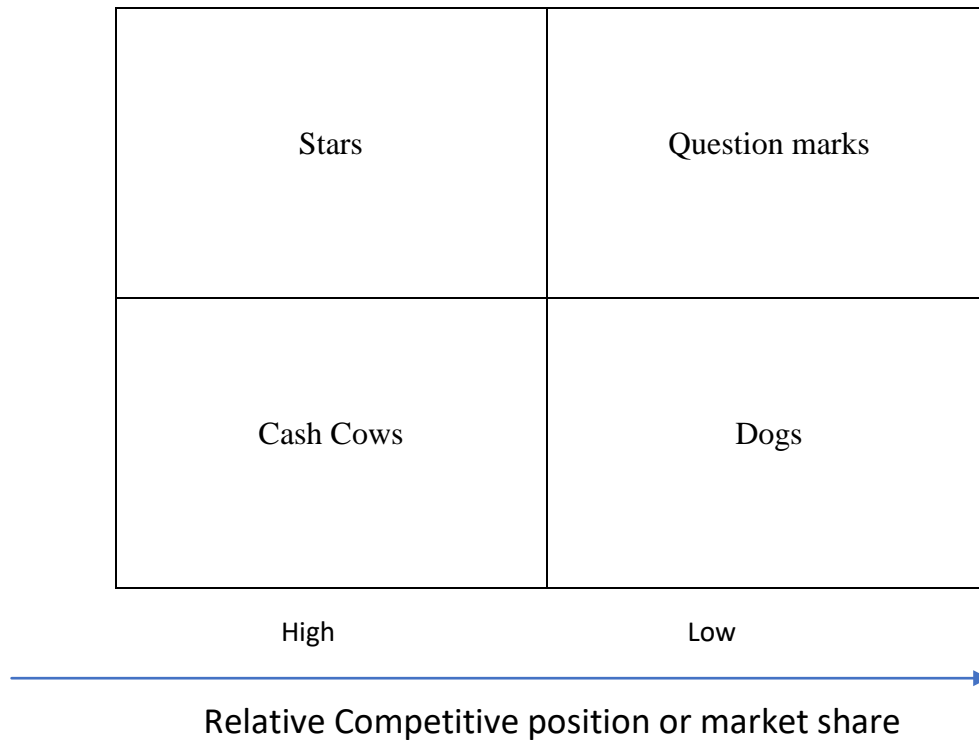 Stars
Question marks
Cash Cows
Dogs
High
Low
Relative Competitive position or market share